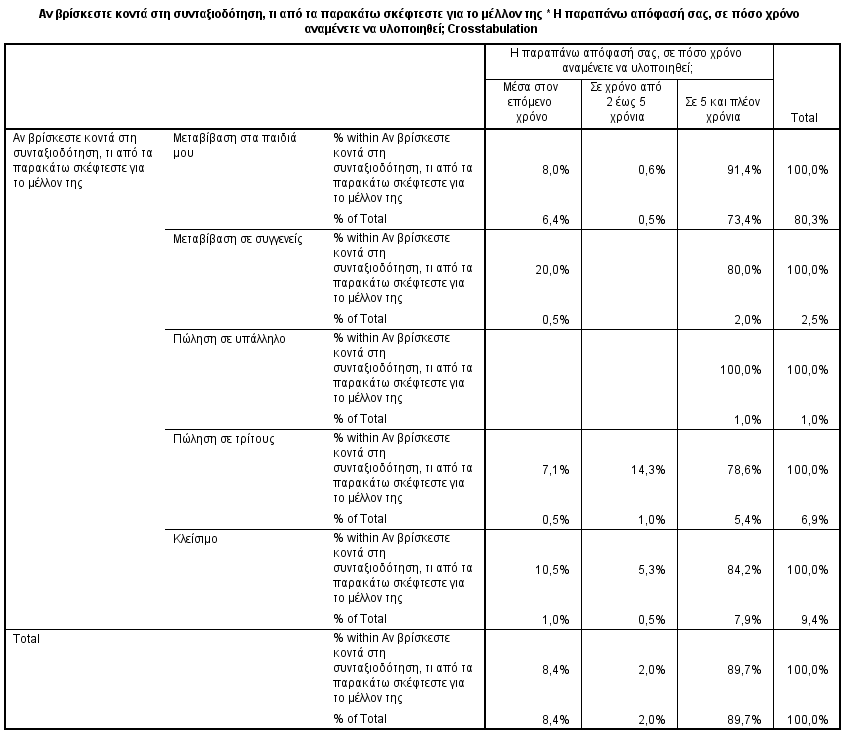 Αν βρίσκεστε κοντά στη συνταξιοδότηση, τι από τα παρακάτω σκέφτεστε για το μέλλον της * Η παραπάνω απόφασή σας, σε πόσο χρόνο
αναμένετε να υλοποιηθεί; Crosstabulation
Η παραπάνω απόφασή σας, σε πόσο χρόνο
αναμένετε να υλοποιηθεί;
Μέσα στον
επόμενο
χρόνο
Σε χρόνο από
2 έως 5
χρόνια
Σε 5 και πλέον
χρόνια
Total
Αν βρίσκεστε κοντά στη
συνταξιοδότηση, τι από τα
παρακάτω σκέφτεστε για
το μέλλον της
Μεταβίβαση στα παιδιά
μου
% within Αν βρίσκεστε
κοντά στη
συνταξιοδότηση, τι από τα
παρακάτω σκέφτεστε για
το μέλλον της
8,0% 0,6% 91,4% 100,0%
% of Total 6,4% 0,5% 73,4% 80,3%
Μεταβίβαση σε συγγενείς
% within Αν βρίσκεστε
κοντά στη
συνταξιοδότηση, τι από τα
παρακάτω σκέφτεστε για
το μέλλον της
20,0% 80,0% 100,0%
% of Total 0,5% 2,0% 2,5%
Πώληση σε υπάλληλο
% within Αν βρίσκεστε
κοντά στη
συνταξιοδότηση, τι από τα
παρακάτω σκέφτεστε για
το μέλλον της
100,0% 100,0%
% of Total 1,0% 1,0%
Πώληση σε τρίτους
% within Αν βρίσκεστε
κοντά στη
συνταξιοδότηση, τι από τα
παρακάτω σκέφτεστε για
το μέλλον της
7,1% 14,3% 78,6% 100,0%
% of Total 0,5% 1,0% 5,4% 6,9%
Κλείσιμο
% within Αν βρίσκεστε
κοντά στη
συνταξιοδότηση, τι από τα
παρακάτω σκέφτεστε για
το μέλλον της
10,5% 5,3% 84,2% 100,0%
% of Total 1,0% 0,5% 7,9% 9,4%
Total
% within Αν βρίσκεστε
κοντά στη
συνταξιοδότηση, τι από τα
παρακάτω σκέφτεστε για
το μέλλον της
8,4% 2,0% 89,7% 100,0%
% of Total 8,4% 2,0% 89,7% 100,0%